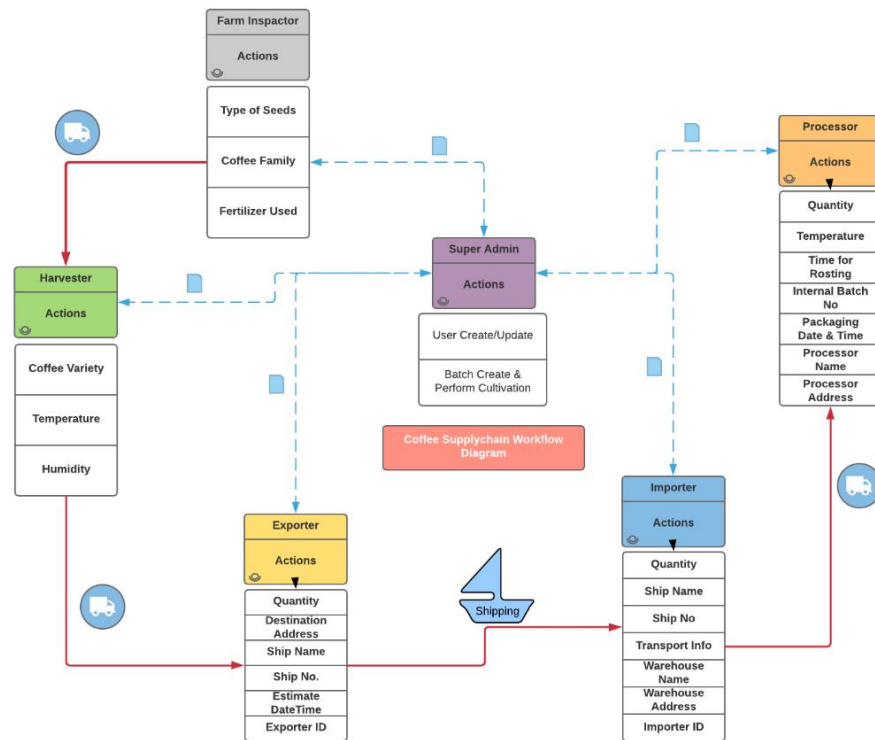 Farm Inspector
Actions
Type of Seeds
Coffee Family
Fertilizer Used
Processor
Actions
Quantity
Temperature
Time for
Rosting
Internal Batch
No
Packaging
Date & Time
Processor
Name
Processor
Address
Super Admin
Actions
User Create/Update
Batch Create &
Perform Cultivation
Harvester
Actions
Coffee Variety
Temperature
Humidity
Coffee Supplychain Workflow
Diagram
Exporter
Actions
Quantity
Destination
Address
Ship Name
Ship No.
Estimate
DateTime
Exporter ID
Shipping
Importer
Actions
Quantity
Ship Name
Ship No
Transport Info
Warehouse
Name
Warehouse
Address
Importer ID